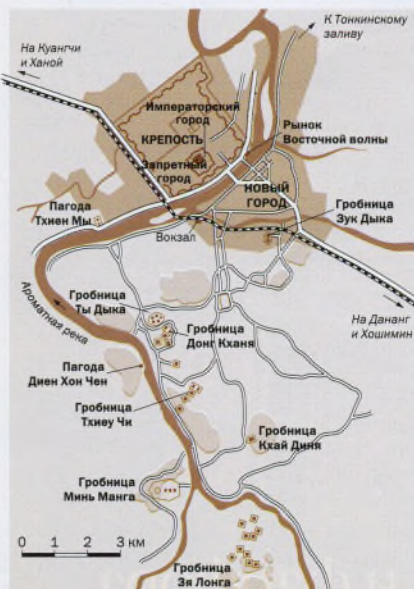 К Тонкинскому
заливу
На Куангчи
и Ханой
Императорский
город
КРЕПОСТЬ
Рынок
Восточной волны
Запретный
город
НОВЫЙ
ГОРОД
Пагода
Тхиен Мы
Гробница
Зук Дыка
Вокзал
Ароматная река
Гробница
Ты Дыка
Гробница
Донг Кханя
На Дананг
и Хошимин
Пагода
Диен Хон Чен
Гробница
Тхиеу Чи
Гробница
Кхай Диня
Гробница
Минь Манга
0 1 2 3 км
Гробница
Зя Лонга